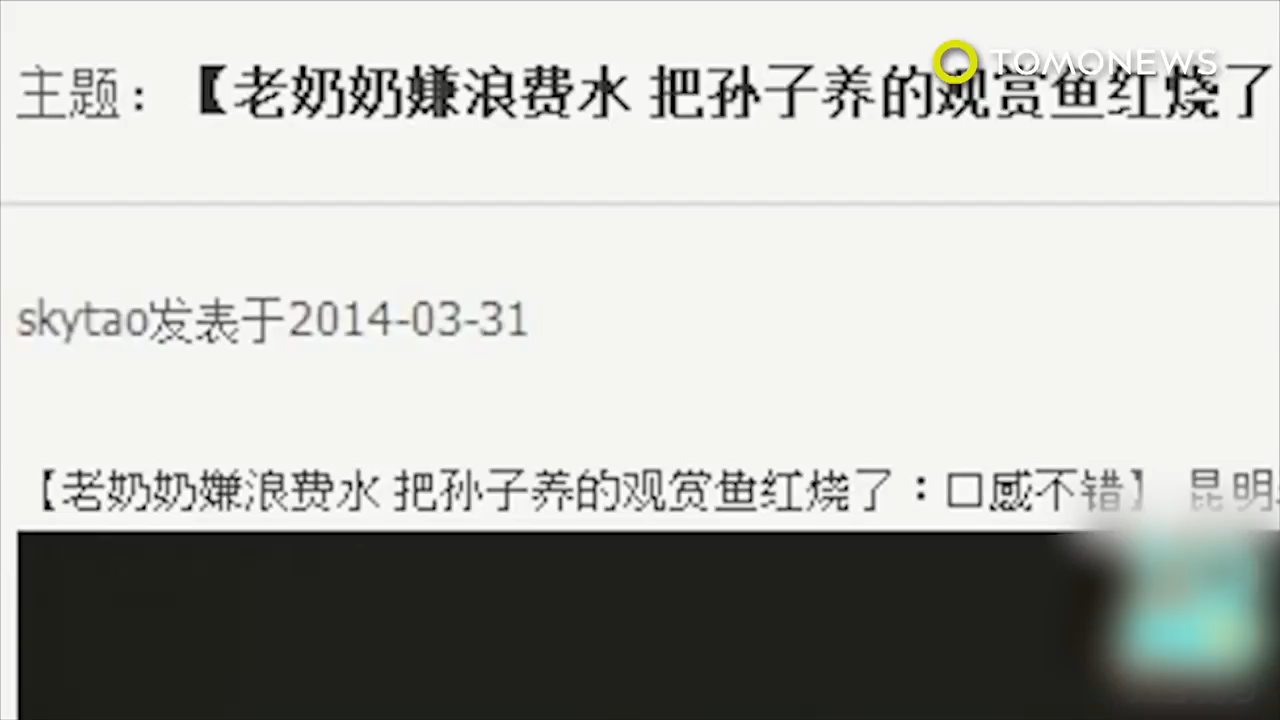 TOMONEWS
主题：【老奶奶嫌浪费水 把孙子养的观赏鱼红烧了
skytao发表于2014-03-31
【老奶奶嫌浪费水 把孙子养的观赏鱼红烧了：口感不错】 昆明